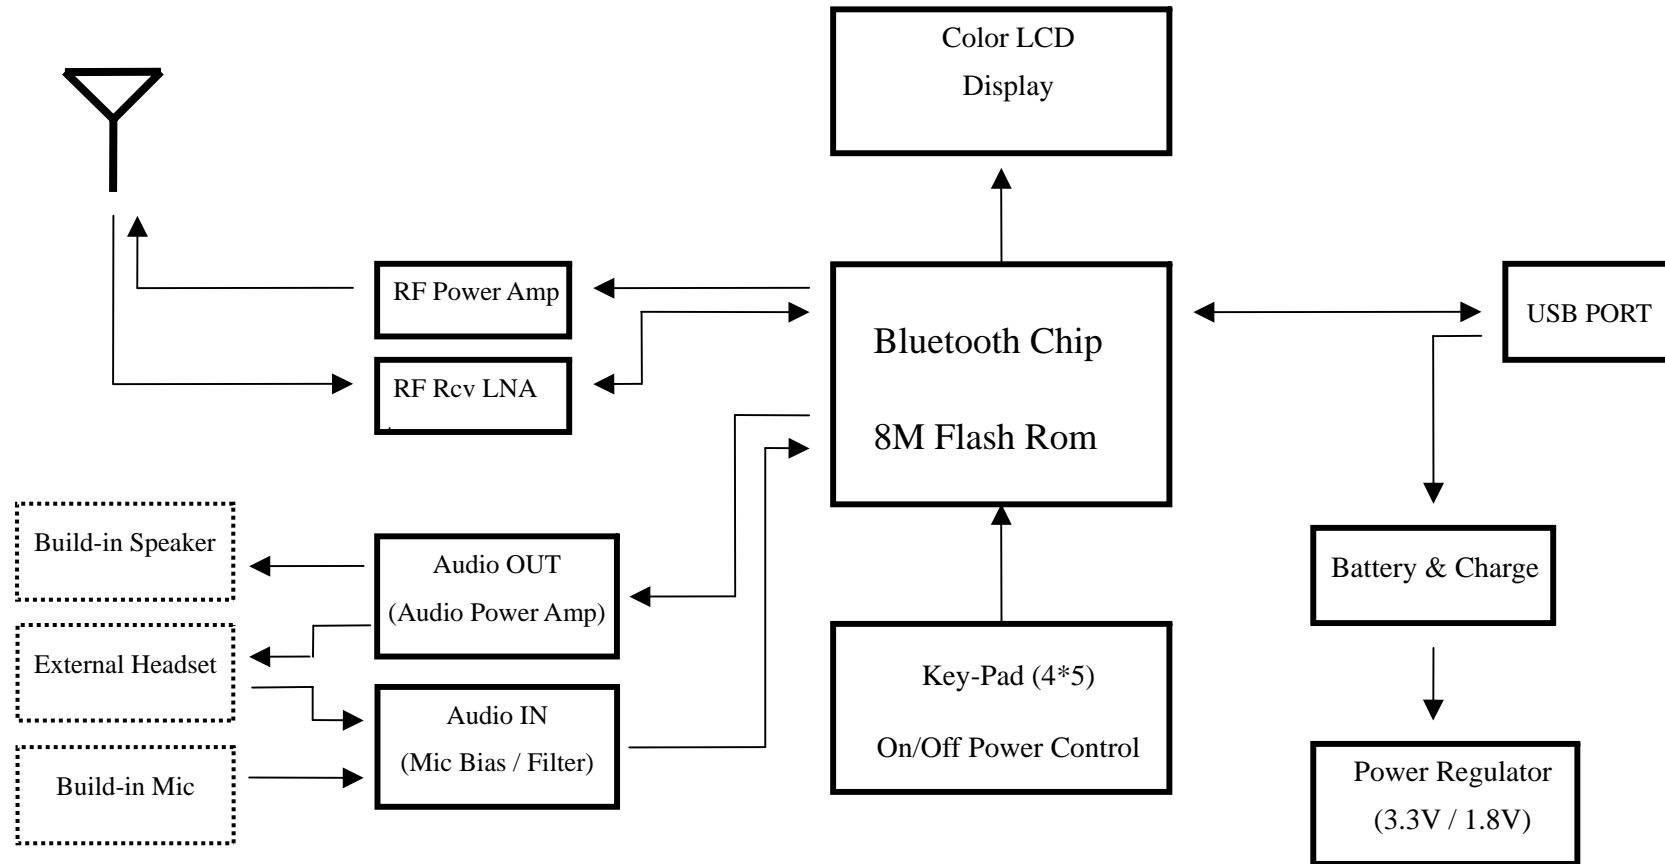 Color LCD
Display
RF Power Amp
RF Rcv LNA
Bluetooth Chip
8M Flash Rom
USB PORT
Build-in Speaker
External Headset
Build-in Mic
Audio OUT
(Audio Power Amp)
Audio IN
(Mic Bias / Filter)
Key-Pad (4*5)
On/Off Power Control
Battery & Charge
Power Regulator
(3.3V / 1.8V)